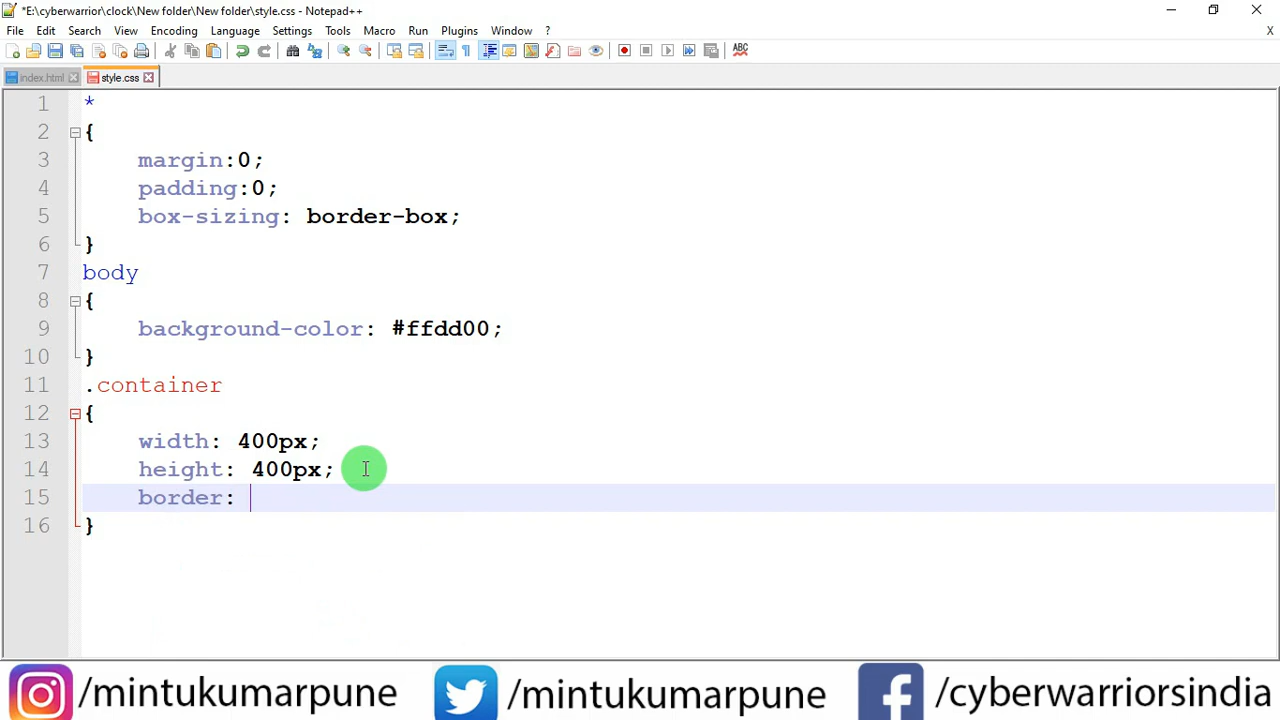 *E:\cyberwarrior\clock\New folder\New folder\style.css - Notepad++
File Edit Search View Encoding Language Settings Tools Macro Run Plugins Window ? X
ABC
index.html style.css
1 *
2 {
3 margin:0;
4 padding:0;
5 box-sizing: border-box;
6 }
7 body
8 {
9 background-color: #ffdd00;
10 }
11 .container
12 {
13 width: 400px;
14 height: 400px;
15 border:
16 }
/mintukumarpune /mintukumarpune /cyberwarriorsindia